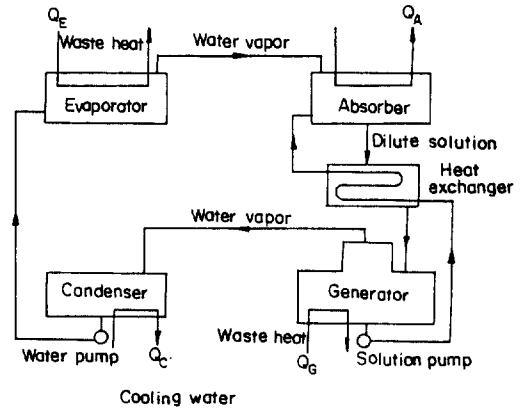 Q_E
Waste heat
Water vapor
Q_A
Evaporator
Absorber
Dilute solution
Heat
exchanger
Water vapor
Condenser
Generator
Water pump
Q_C
Waste heat
Q_G
Solution pump
Cooling water